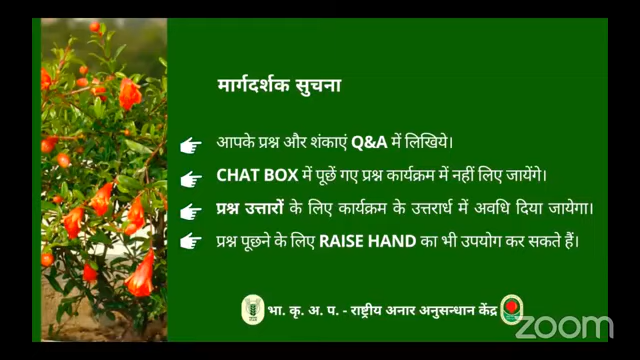 मार्गदर्शक सुचना
आपके प्रश्न और शंकाएं Q&A में लिखिये।
CHAT BOX में पूछें गए प्रश्न कार्यक्रम में नहीं लिए जायेंगे।
प्रश्न उत्तारों के लिए कार्यक्रम के उत्तरार्ध में अवधि दिया जायेगा।
प्रश्न पूछने के लिए RAISE HAND का भी उपयोग कर सकते हैं।
भा. कृ. अ. प. - राष्ट्रीय अनार अनुसन्धान केंद्र
zoom